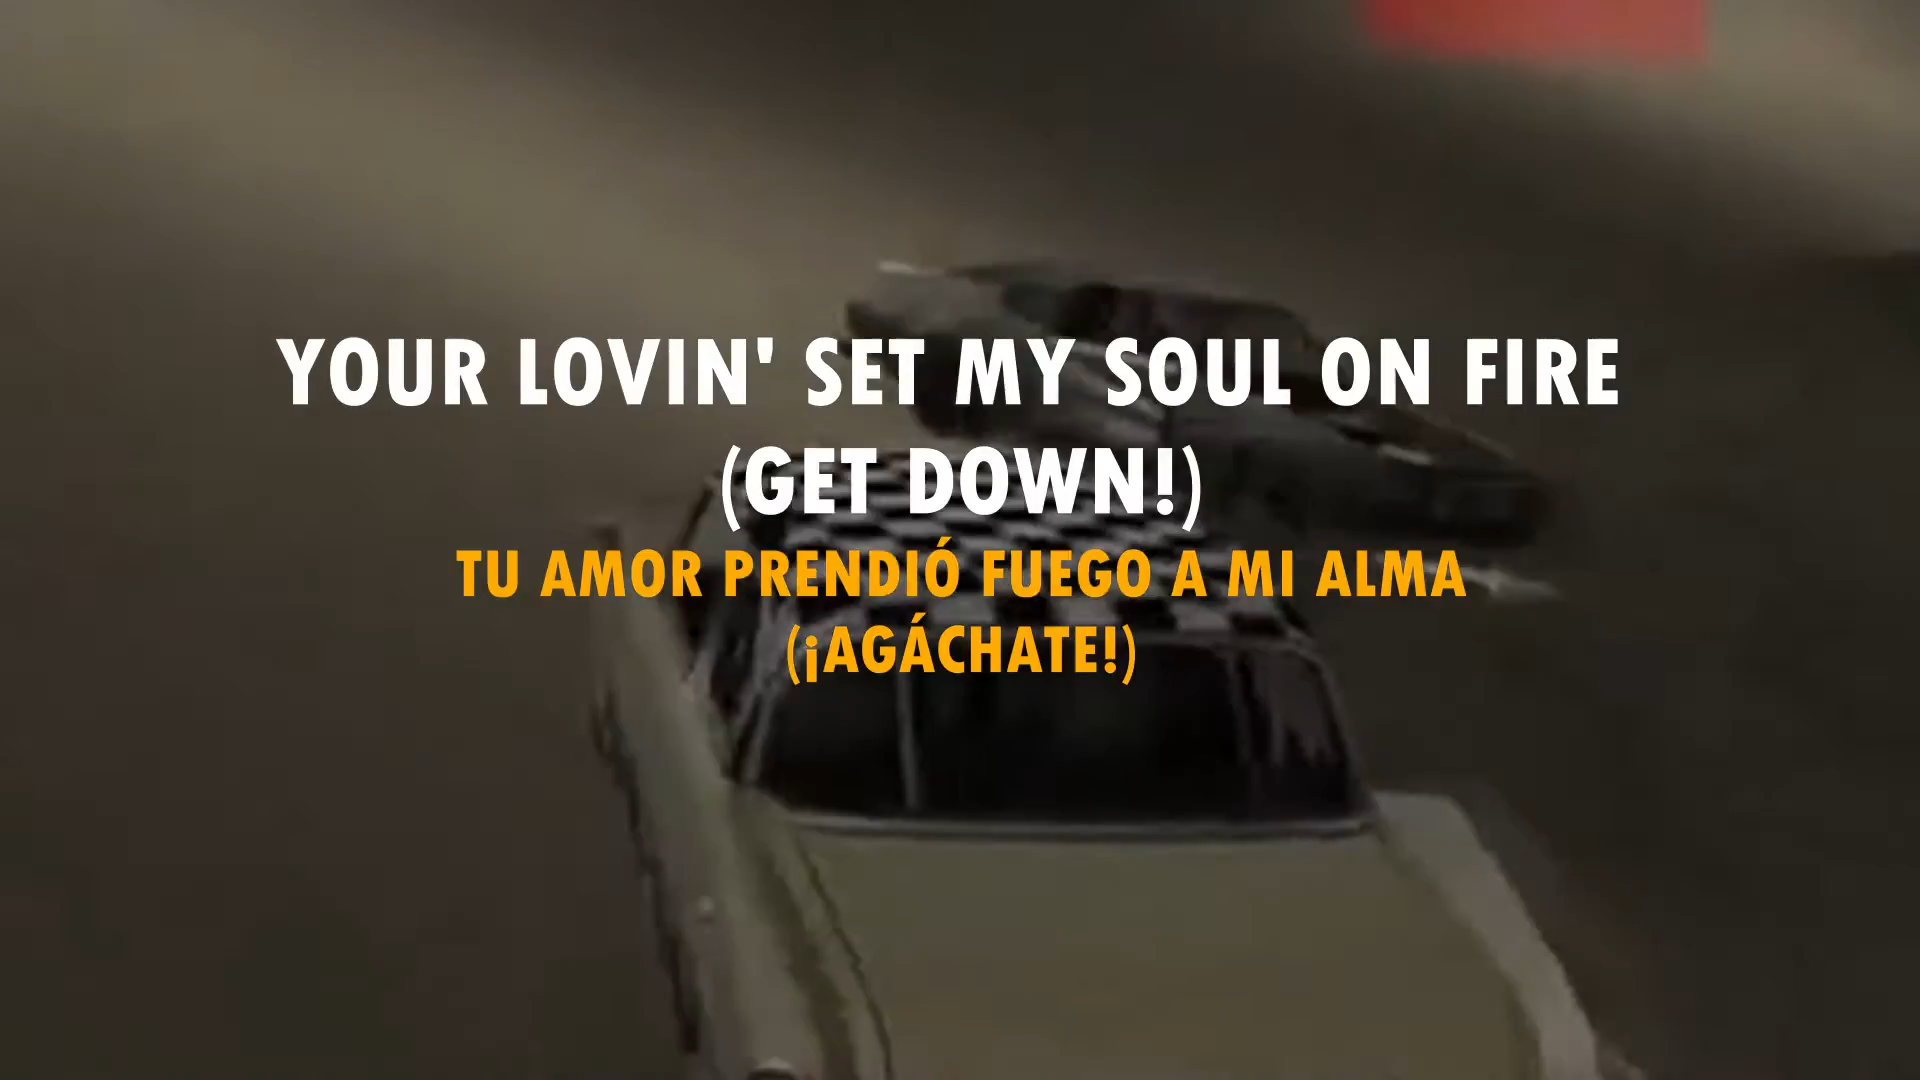 YOUR LOVIN' SET MY SOUL ON FIRE
(GET DOWN!)
TU AMOR PRENDIÓ FUEGO A MI ALMA
(¡AGÁCHATE!)